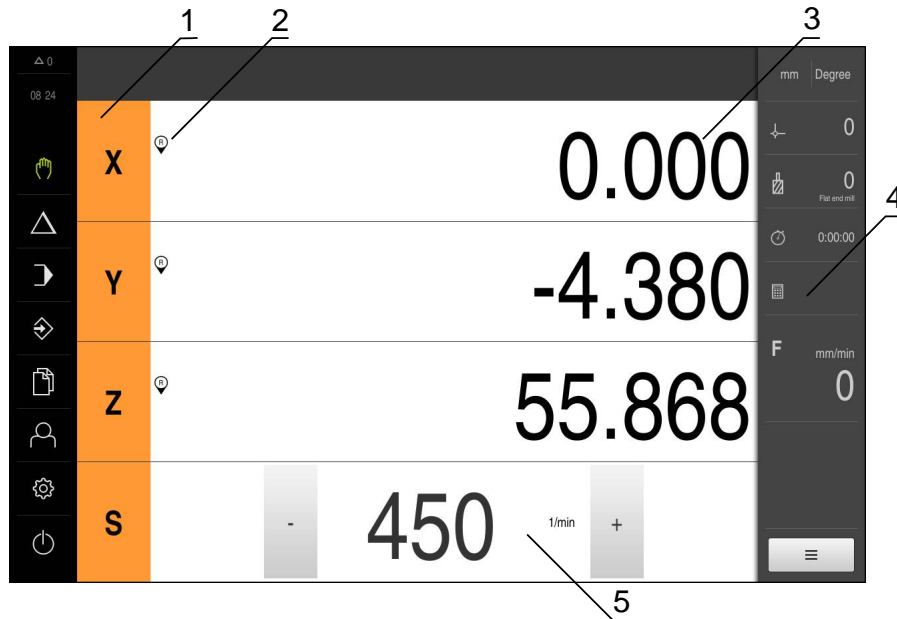 1 2 3
△ 0
mm Degree
08 24
X R 0.000
0
0
Flat end mill
4
0:00:00
Y R -4.380
F mm/min
0
Z R 55.868
S - 450 1/min +
5